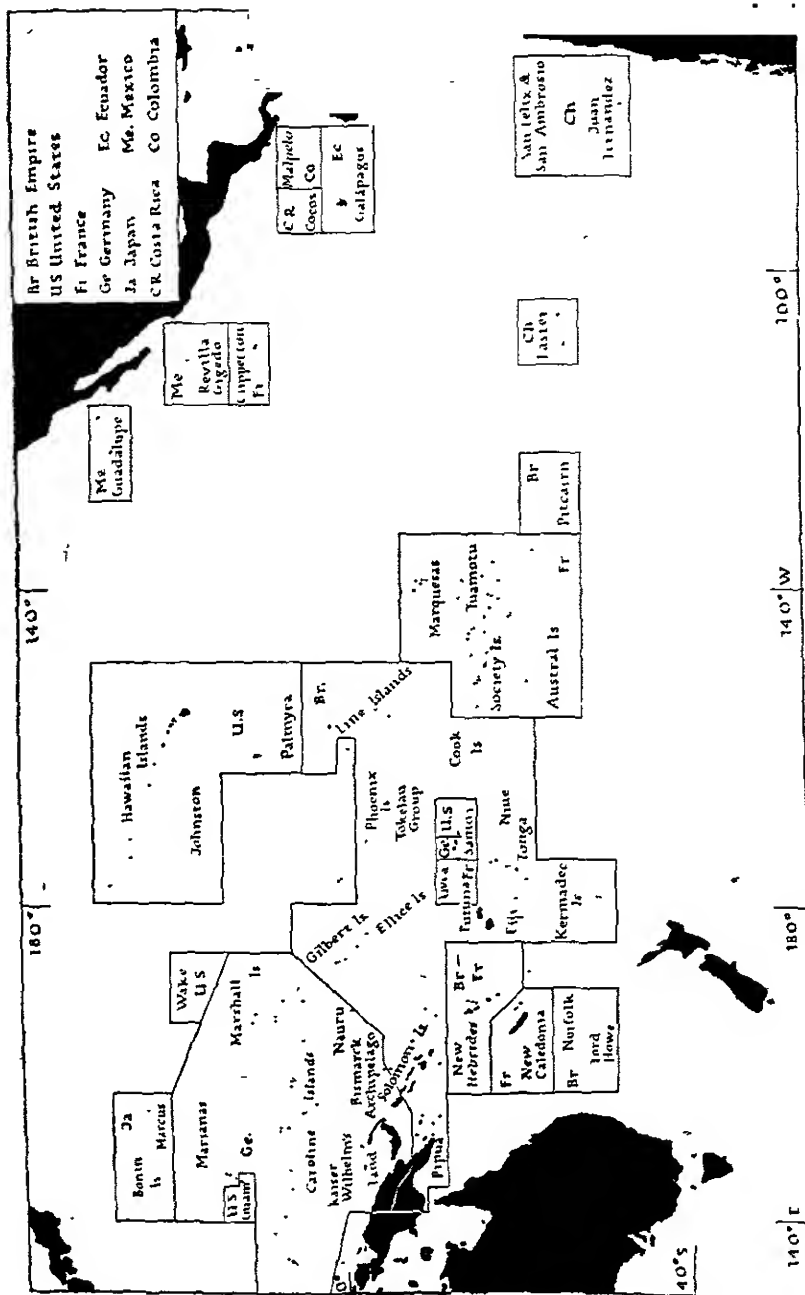 Br British Empire
US United States
Fr France
Ge Germany
Ec Ecuador
Ja Japan
Me. Mexico
CR Costa Rica
Co Colombia
140°
180°
Me
Guadalupe
Me
Revilla
Gigedo
Clipperton
Fr
CR
Cocos
Malpelo
Co
Ec
Galápagos
San Felix &
San Ambrosio
Ch
Juan
Fernandez
Ch
Easter
Br
Pitcairn
Marquesas
Tuamotu
Society Is.
Austral Is
Fr
Hawaiian
Islands
Johnston
U.S
Palmyra
Br.
Line Islands
Phoenix
Is
Tokelau
Group
Cook
Is
Gilbert Is
Ellice Is
Ge
U.S
Samoa
Fr
Futuna
Niue
Tonga
Fiji
Kermadec
Is
Wake
U S
Marshall
Is
Bonin
Is
Ja
Marcus
Marianas
Ge.
U S
Guam
Caroline Islands
Nauru
Kaiser
Wilhelm's
Land
Bismarck
Archipelago
Solomon Is
Papua
New
Hebrides
Br —
Fr
Fr
New
Caledonia
Br Norfolk
Lord
Howe
0°
40° S
140° E
180°
140° W
100°